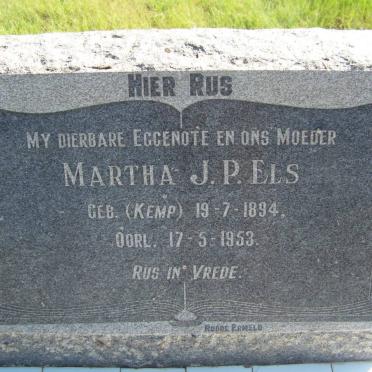 HIER RUS
MY DIERBARE EGGENOTE EN ONS MOEDER
MARTHA J.P. ELS
GEB. (KEMP) 19-7-1894.
OORL. 17-5-1953.
RUS IN VREDE.
ERMELO